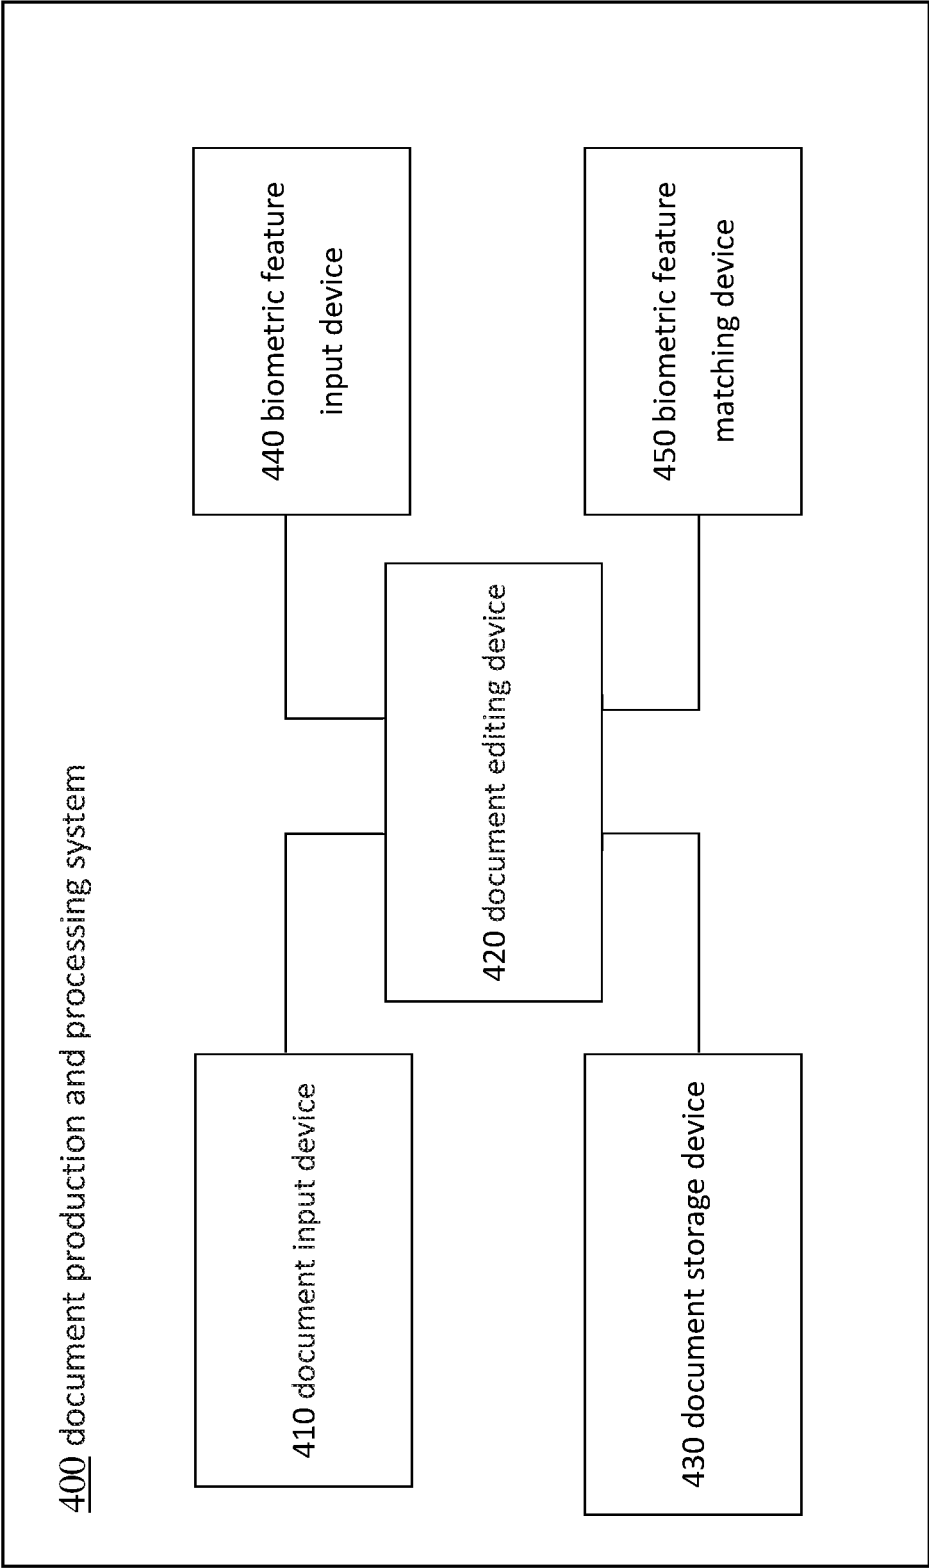 400 document production and processing system
410 document input device
440 biometric feature
input device
420 document editing device
430 document storage device
450 biometric feature
matching device